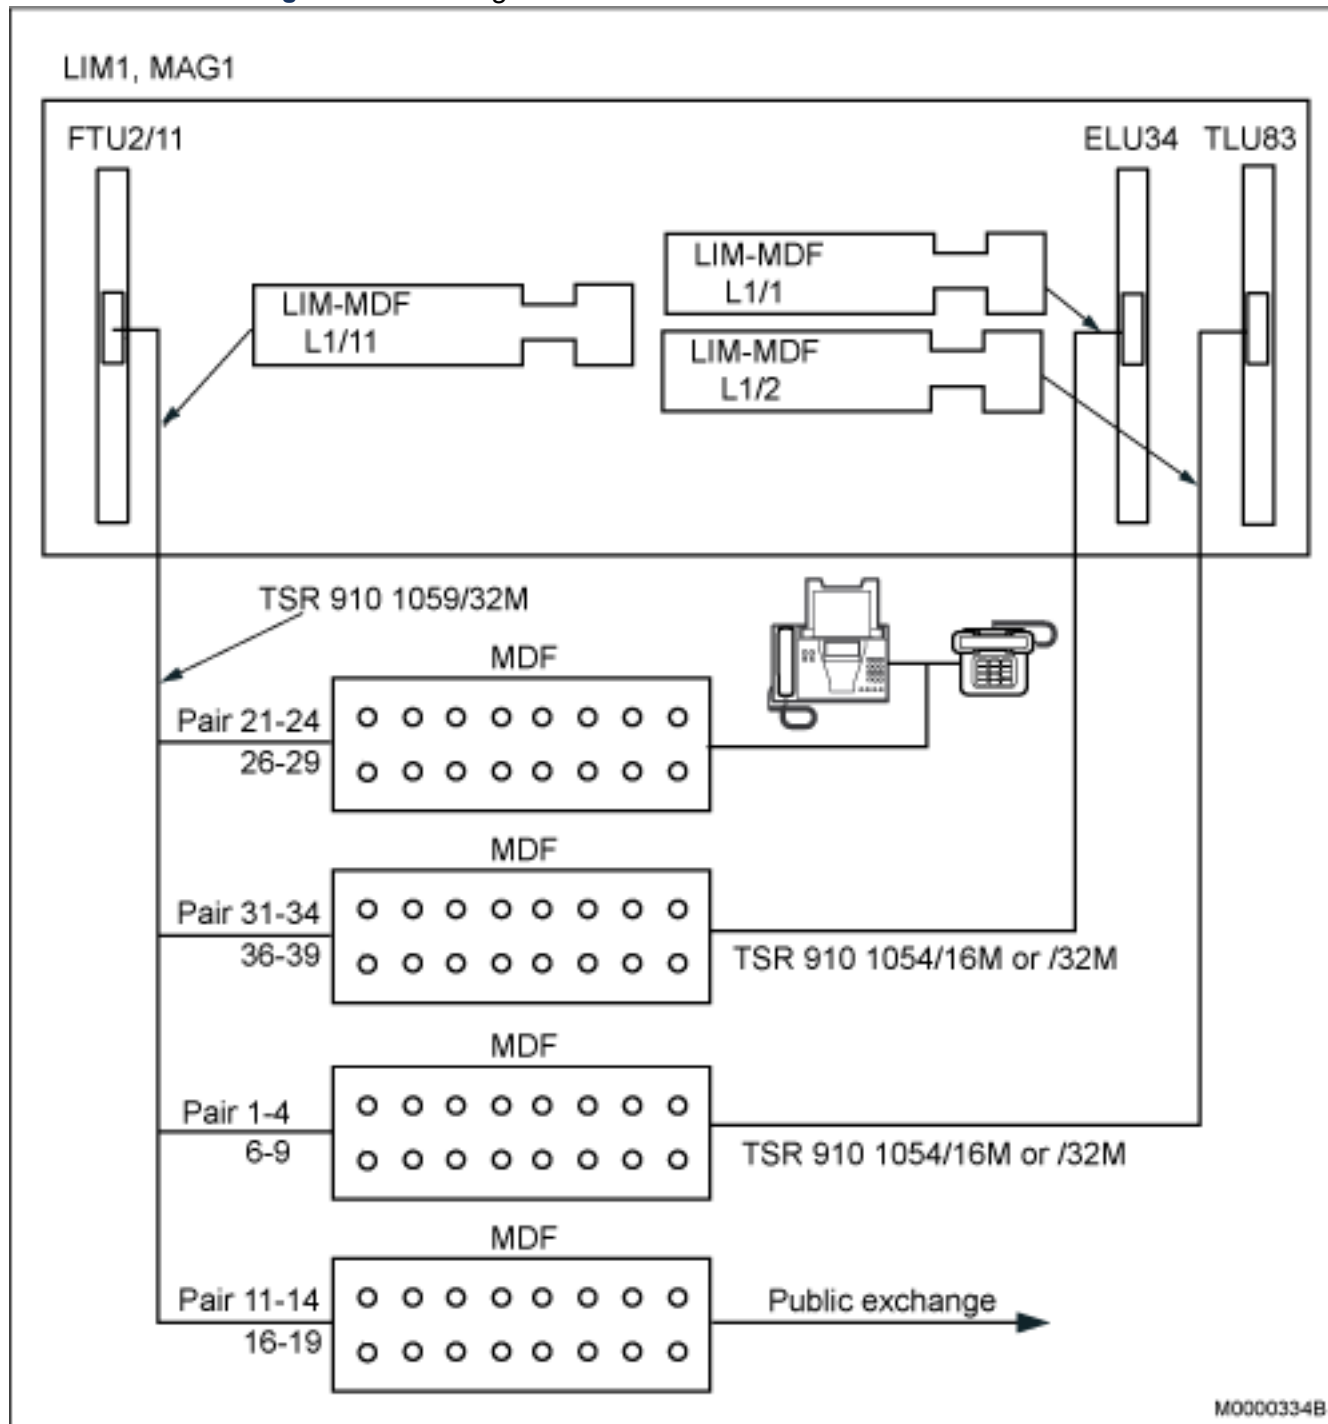 LIM1, MAG1
FTU2/11
ELU34 TLU83
LIM-MDF
L1/1
LIM-MDF
L1/11
LIM-MDF
L1/2
TSR 910 1059/32M
MDF
Pair 21-24
26-29
MDF
Pair 31-34
36-39
TSR 910 1054/16M or /32M
MDF
Pair 1-4
6-9
TSR 910 1054/16M or /32M
MDF
Pair 11-14
16-19
Public exchange
M0000334B